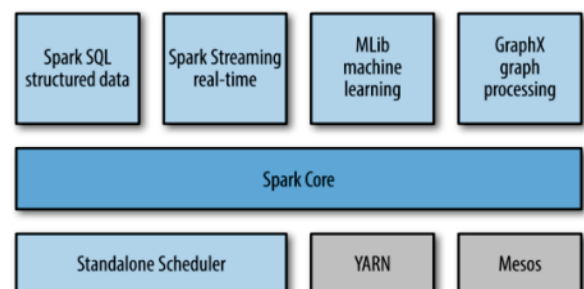 Spark SQL
structured data
Spark Streaming
real-time
MLib
machine
learning
GraphX
graph
processing
Spark Core
Standalone Scheduler
YARN
Mesos